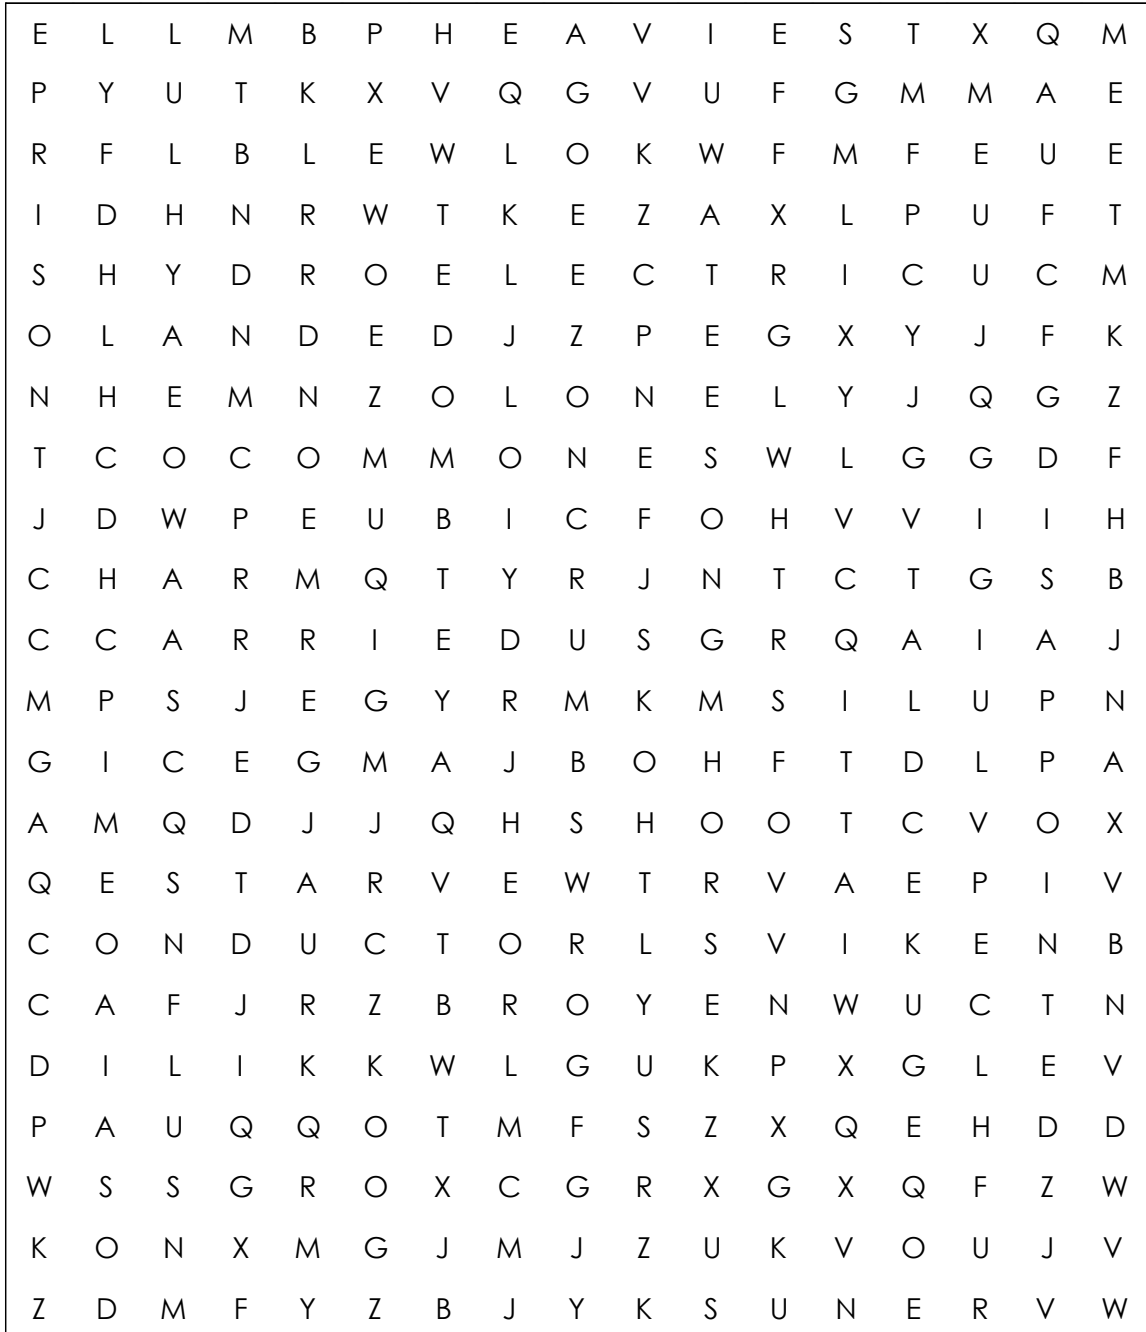 E L L M B P H E A V I E S T X Q M
P Y U T K X V Q G V U F G M M A E
R F L B L E W L O K W F M F E U E
I D H N R W T K E Z A X L P U F T
S H Y D R O E L E C T R I C U C M
O L A N D E D J Z P E G X Y J F K
N H E M N Z O L O N E L Y J Q G Z
T C O C O M M O N E S W L G G D F
J D W P E U B I C F O H V V I I H
C H A R M Q T Y R J N T C T G S B
C C A R R I E D U S G R Q A I A J
M P S J E G Y R M K M S I L U P N
G I C E G M A J B O H F T D L P A
A M Q D J J Q H S H O O T C V O X
Q E S T A R V E W T R V A E P I V
C O N D U C T O R L S V I K E N B
C A F J R Z B R O Y E N W U C T N
D I L I K K W L G U K P X G L E V
P A U Q Q O T M F S Z X Q E H D D
W S S G R O X C G R X G X Q F Z W
K O N X M G J M J Z U K V O U J V
Z D M F Y Z B J Y K S U N E R V W